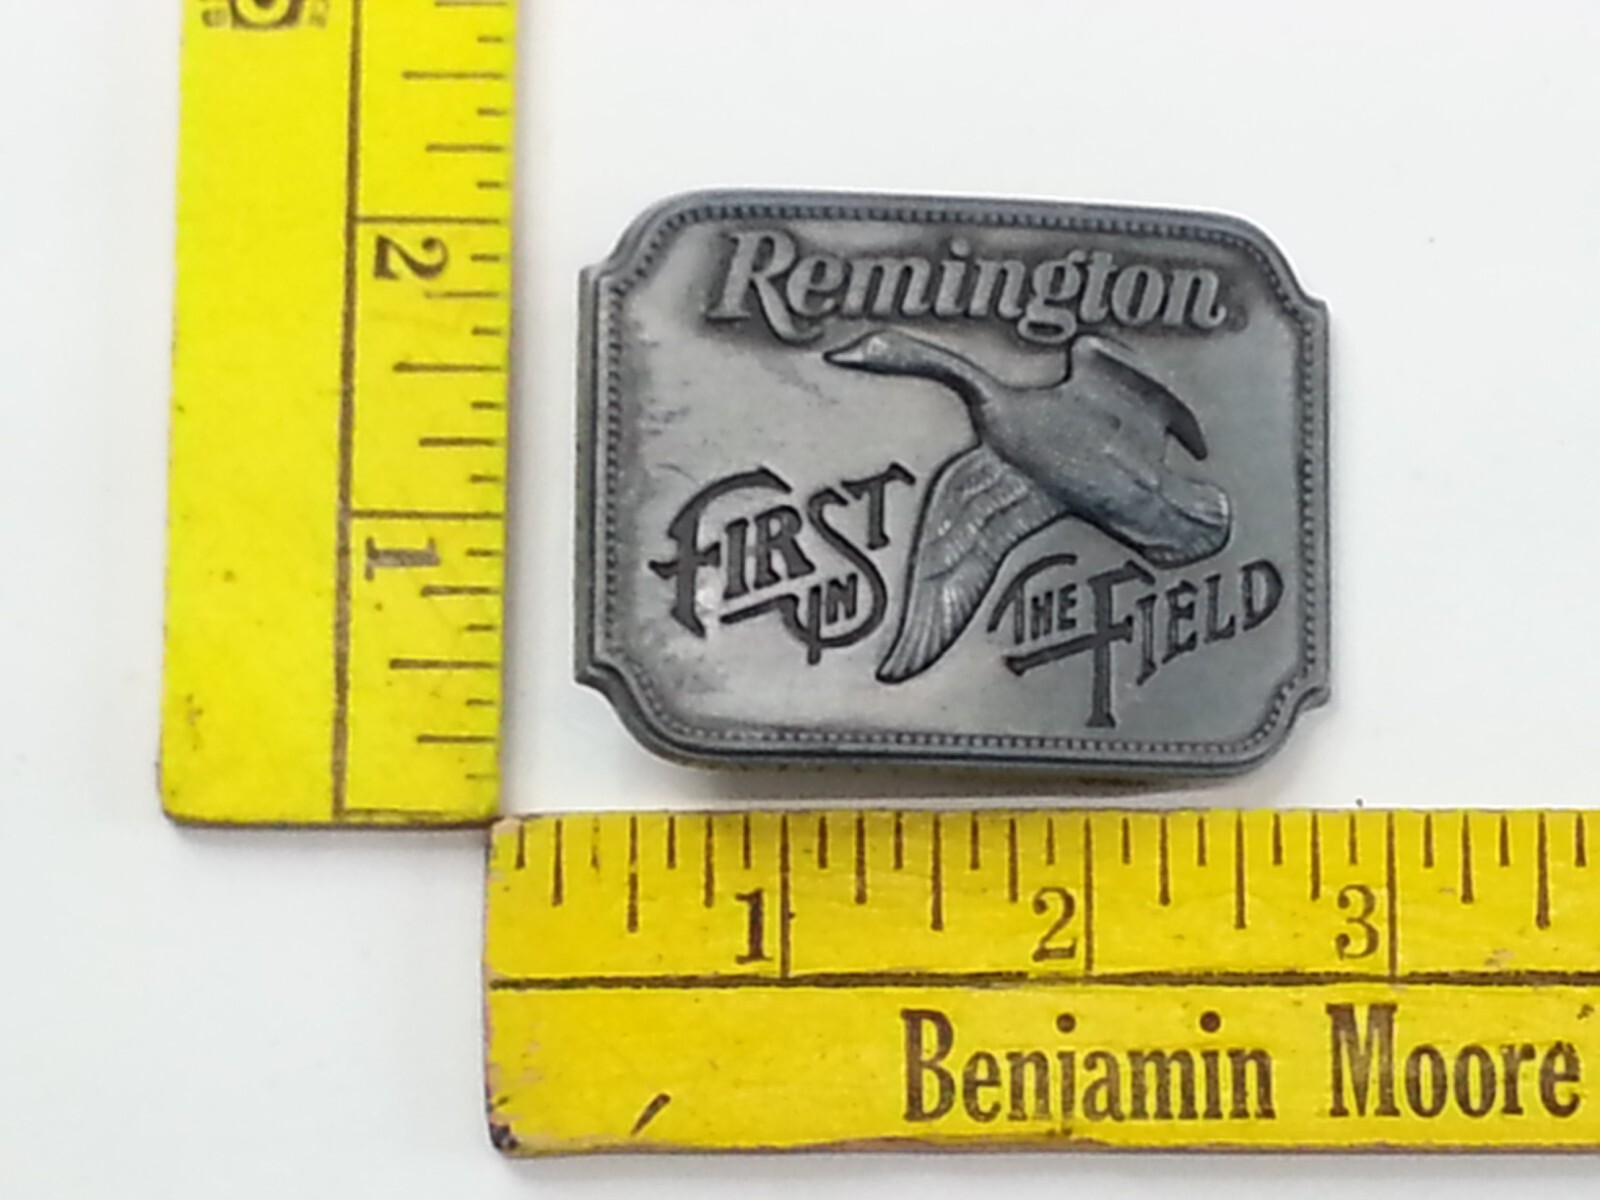 2
1
Remington
FIRST IN THE FIELD
1 2 3
Benjamin Moore